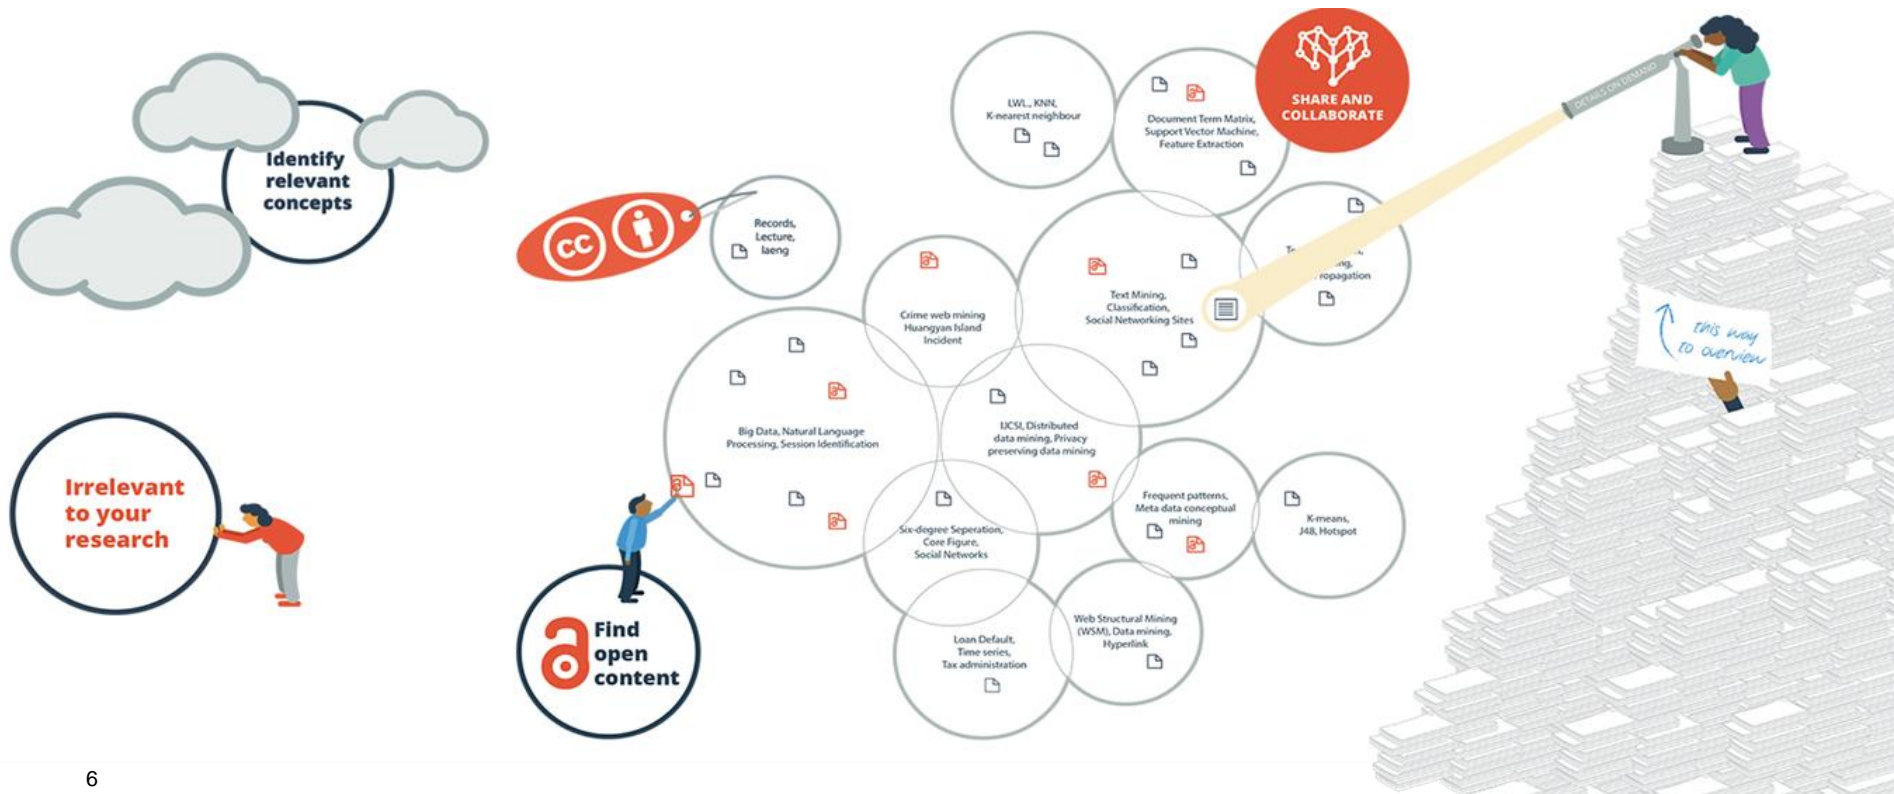 Identify
relevant
concepts
Irrelevant
to your
research
CC
Records,
Lecture,
Iaeng
LWL, KNN,
K-nearest neighbour
Document Term Matrix,
Support Vector Machine,
Feature Extraction
SHARE AND
COLLABORATE
DETAILS ON DEMAND
Crime web mining
Huangyan Island
Incident
Text Mining,
Classification,
Social Networking Sites
this way
to overview
Big Data, Natural Language
Processing, Session Identification
IJCSI, Distributed
data mining, Privacy
preserving data mining
Frequent patterns,
Meta data conceptual
mining
K-means,
J48, Hotspot
Six-degree Seperation,
Core Figure,
Social Networks
Find
open
content
Loan Default,
Time series,
Tax administration
Web Structural Mining
(WSM), Data mining,
Hyperlink
6